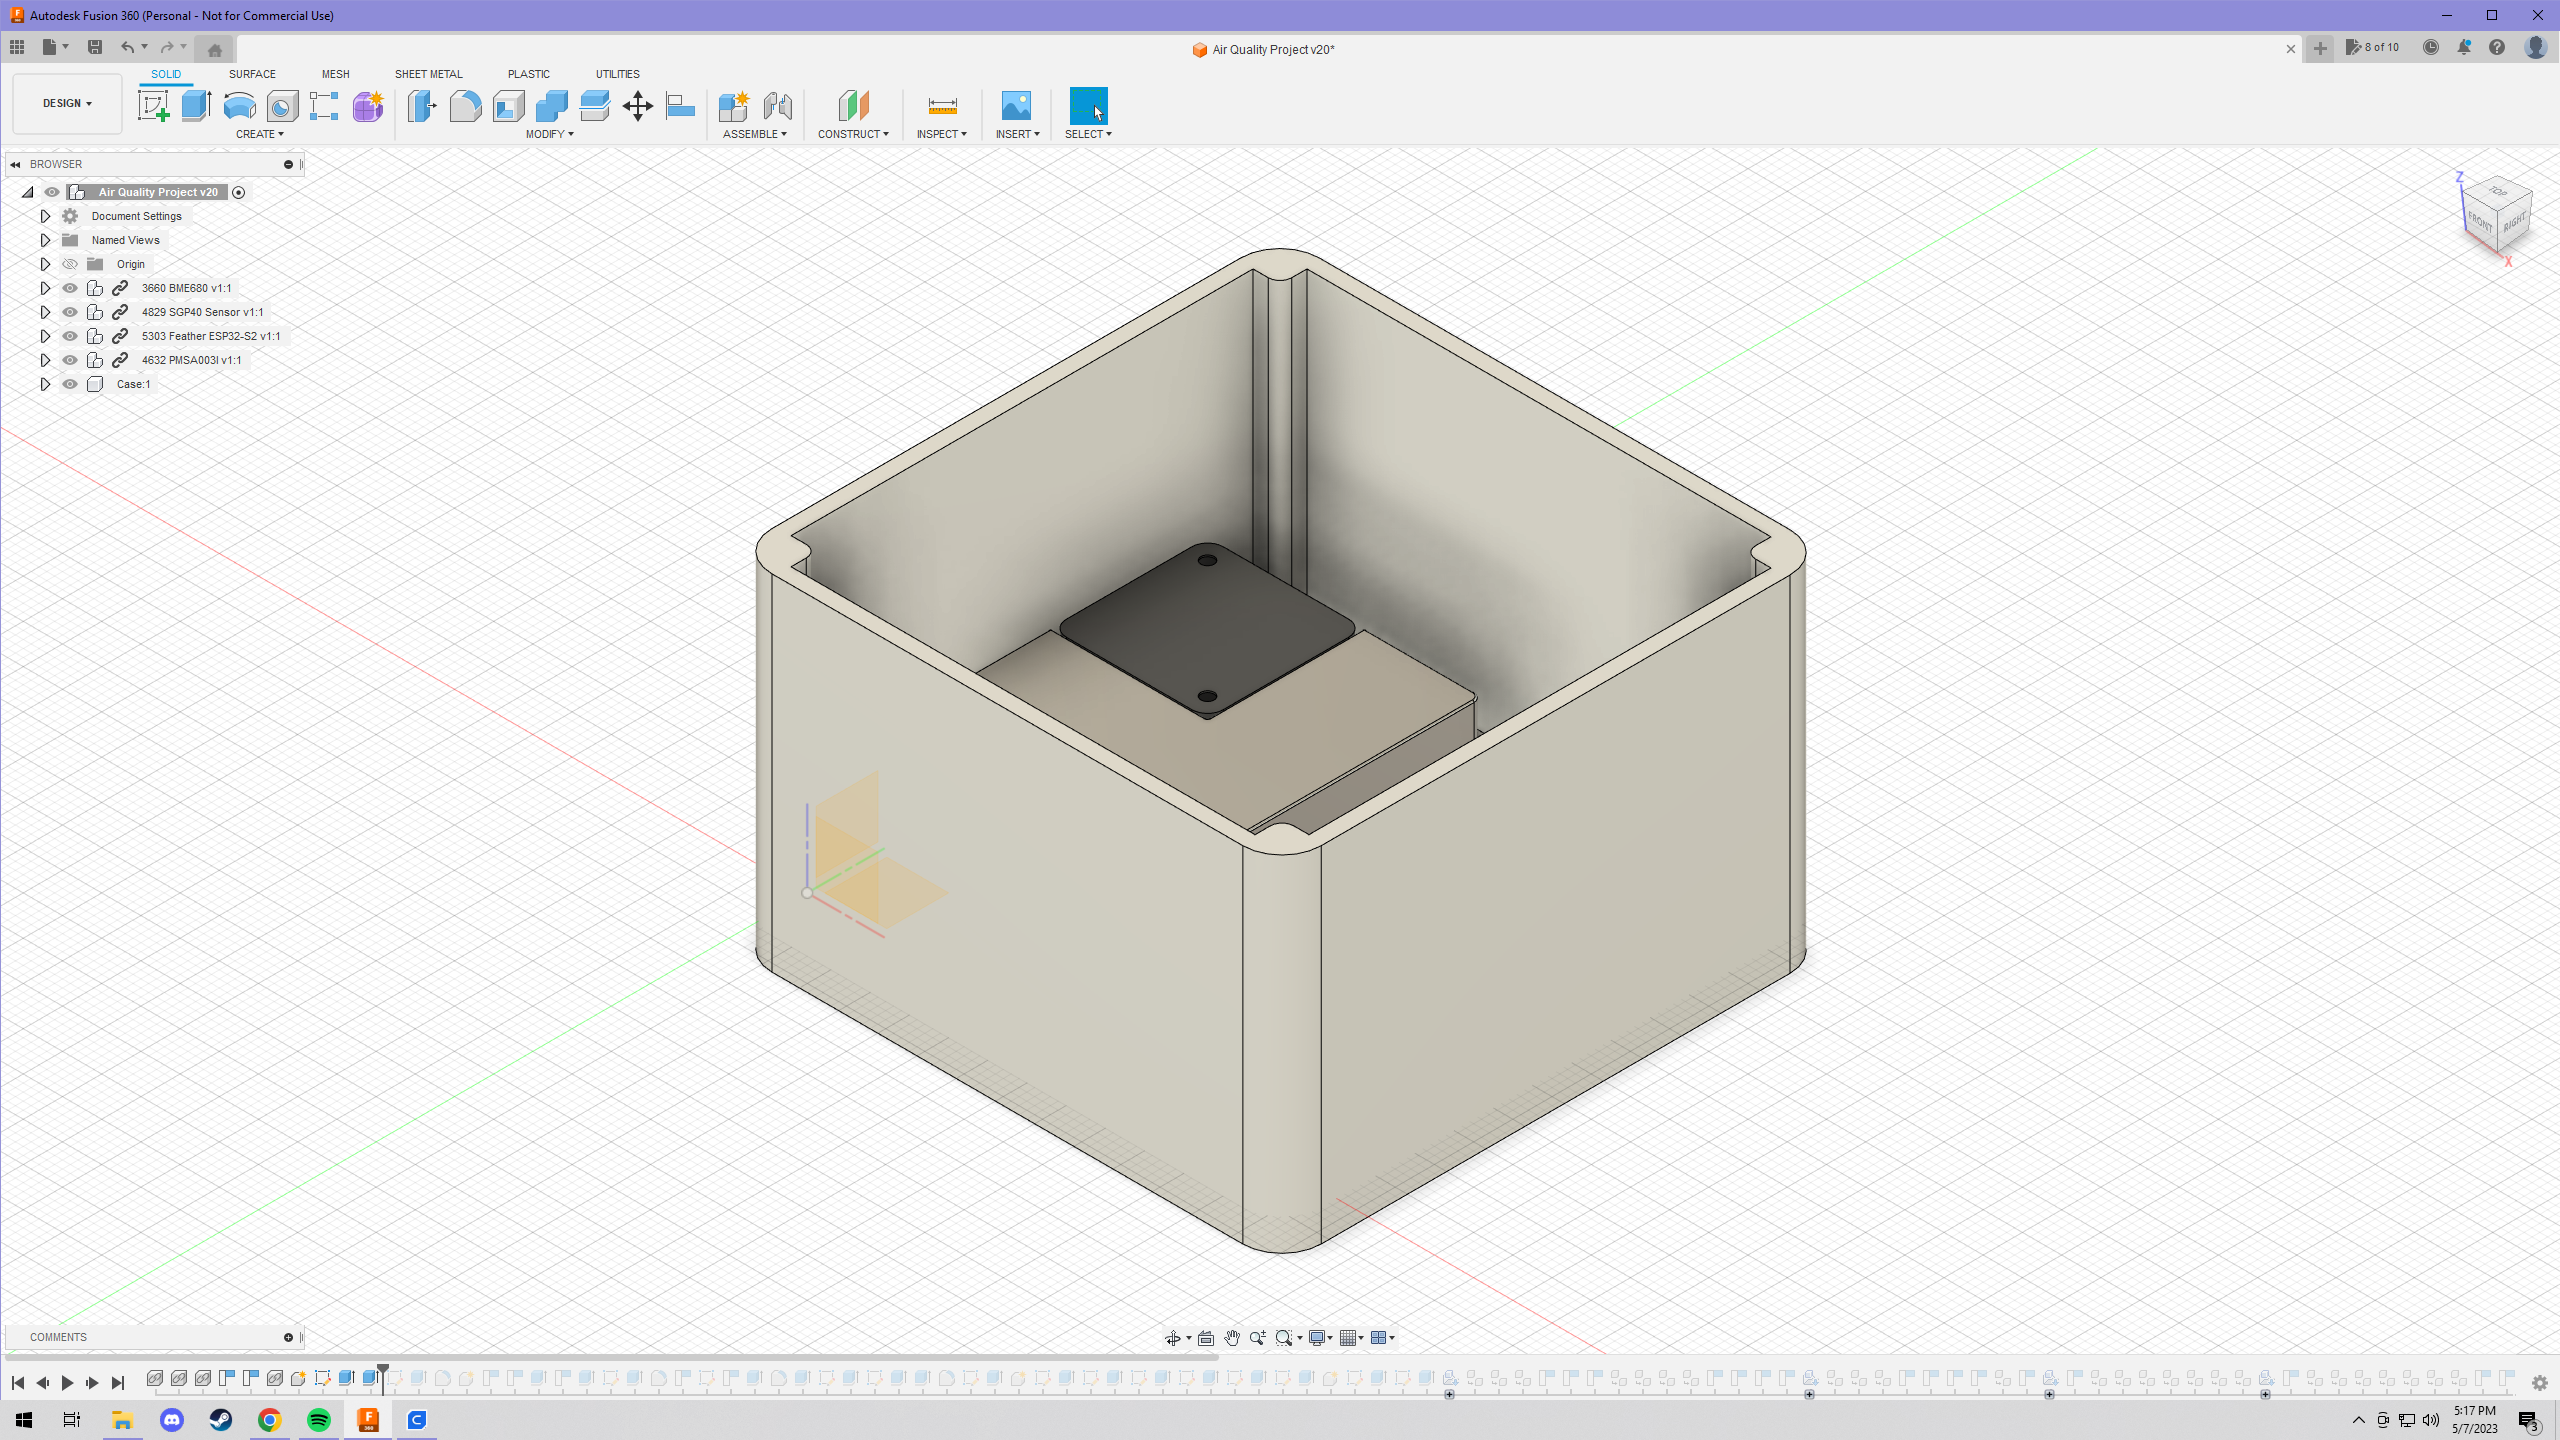 Autodesk Fusion 360 (Personal - Not for Commercial Use)
Air Quality Project v20*
8 of 10
DESIGN
SOLID
SURFACE
MESH
SHEET METAL
PLASTIC
UTILITIES
CREATE
MODIFY
ASSEMBLE
CONSTRUCT
INSPECT
INSERT
SELECT
BROWSER
Air Quality Project v20
Document Settings
Named Views
Origin
3660 BME680 v1:1
4829 SGP40 Sensor v1:1
5303 Feather ESP32-S2 v1:1
4632 PMSA003I v1:1
Case:1
Z
TOP
FRONT
RIGHT
X
COMMENTS
5:17 PM
5/7/2023
3